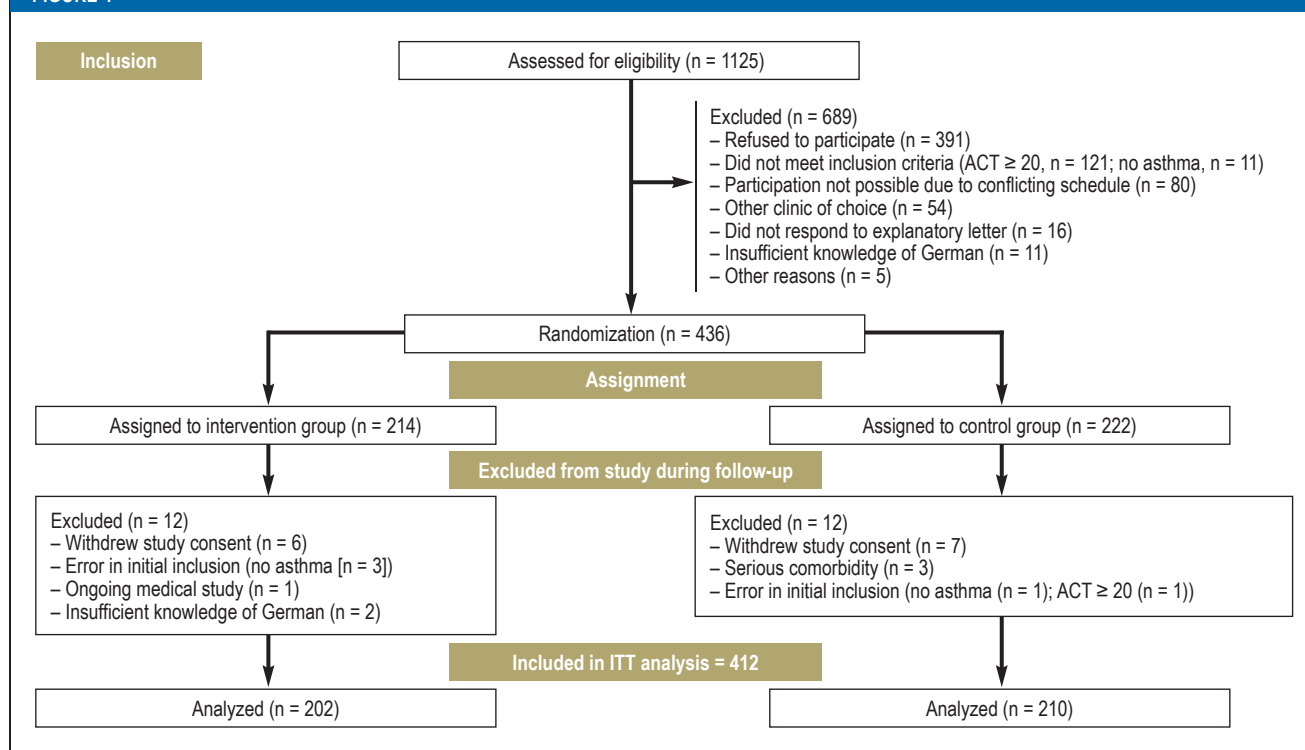 Inclusion
Assessed for eligibility (n = 1125)
Excluded (n = 689)
– Refused to participate (n = 391)
– Did not meet inclusion criteria (ACT ≥ 20, n = 121; no asthma, n = 11)
– Participation not possible due to conflicting schedule (n = 80)
– Other clinic of choice (n = 54)
– Did not respond to explanatory letter (n = 16)
– Insufficient knowledge of German (n = 11)
– Other reasons (n = 5)
Randomization (n = 436)
Assignment
Assigned to intervention group (n = 214)
Assigned to control group (n = 222)
Excluded from study during follow-up
Excluded (n = 12)
– Withdrew study consent (n = 6)
– Error in initial inclusion (no asthma [n = 3])
– Ongoing medical study (n = 1)
– Insufficient knowledge of German (n = 2)
Excluded (n = 12)
– Withdrew study consent (n = 7)
– Serious comorbidity (n = 3)
– Error in initial inclusion (no asthma (n = 1); ACT ≥ 20 (n = 1))
Included in ITT analysis = 412
Analyzed (n = 202)
Analyzed (n = 210)